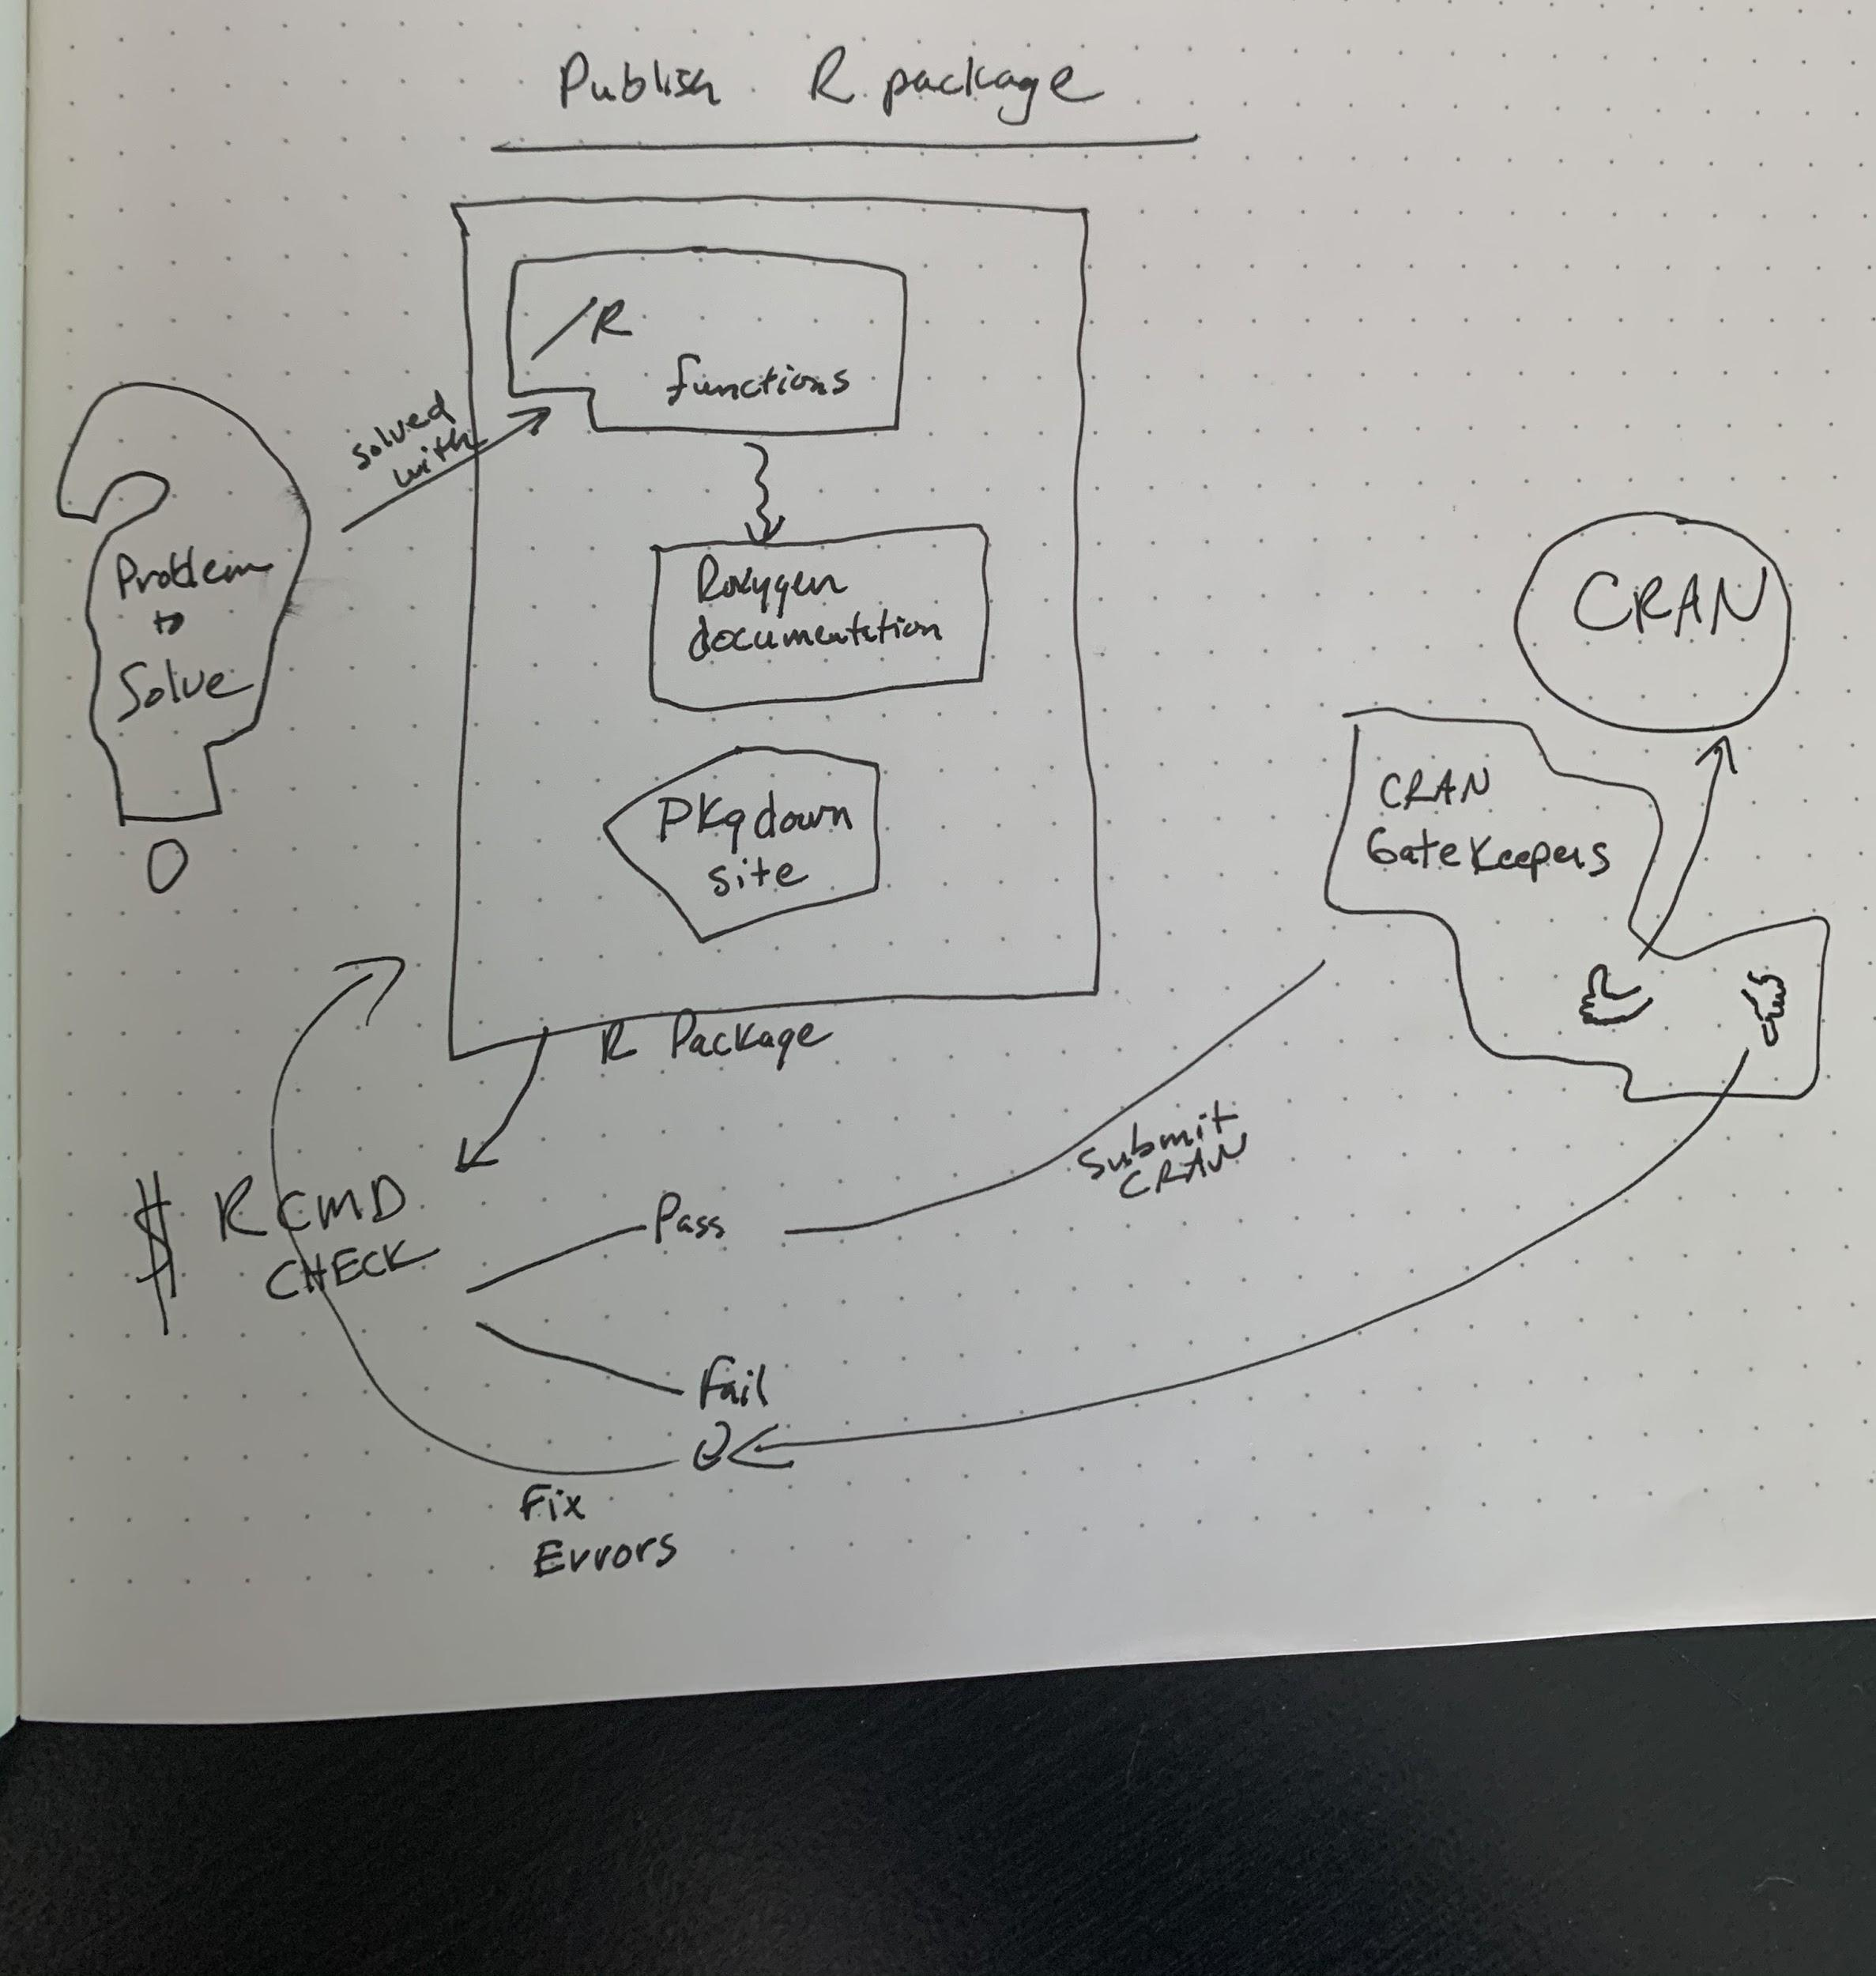 Publish R package
/R
functions
solved
with
Problem
to
Solve
Roxygen
documentation
Pkgdown
site
R Package
CRAN
CRAN
GateKeepers
$ R CMD
CHECK
Pass
Submit
CRAN
Fail
Fix
Errors